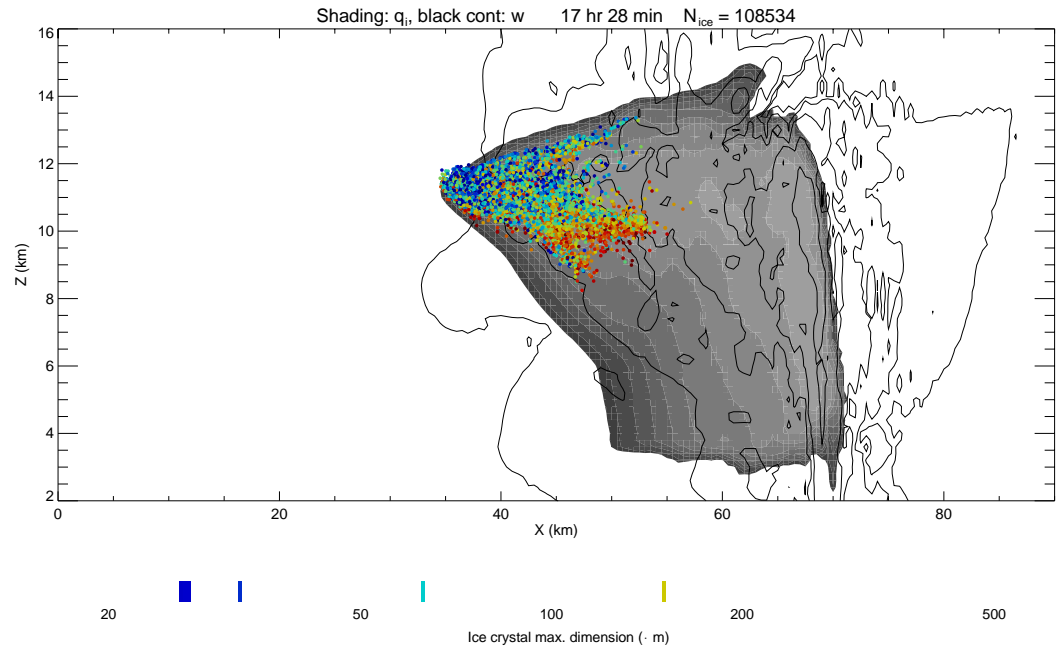 Shading: q_i, black cont: w 17 hr 28 min N_ice = 108534
16
14
12
10
8
6
4
2
Z (km)
0 20 40 60 80
X (km)
20 50 100 200 500
Ice crystal max. dimension (· m)